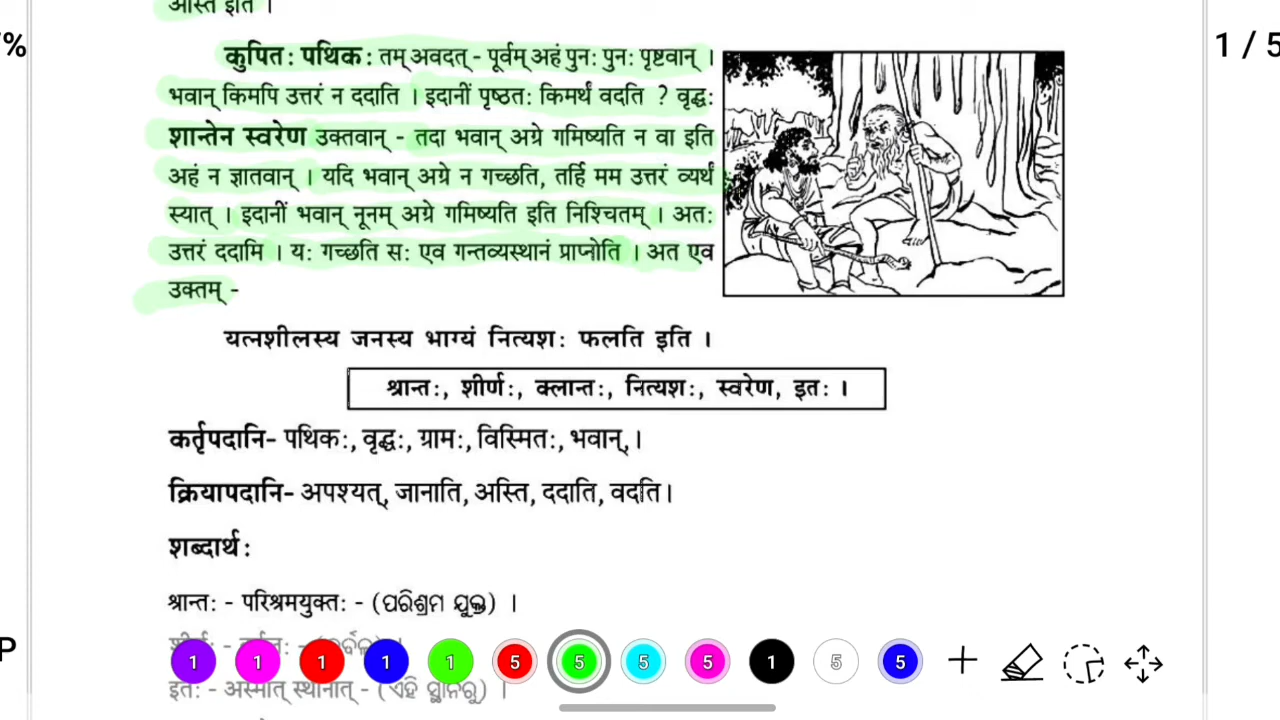 अस्ति इति ।
%
1 / 5
कुपितः पथिकः तम् अवदत् - पूर्वम् अहं पुनः पुनः पृष्टवान् ।
भवान् किमपि उत्तरं न ददाति । इदानीं पृष्ठतः किमर्थं वदति ? वृद्धः
शान्तेन स्वरेण उक्तवान् - तदा भवान् अग्रे गमिष्यति न वा इति
अहं न ज्ञातवान् । यदि भवान् अग्रे न गच्छति, तर्हि मम उत्तरं व्यर्थं
स्यात् । इदानीं भवान् नूनम् अग्रे गमिष्यति इति निश्चितम् । अतः
उत्तरं ददामि । यः गच्छति सः एव गन्तव्यस्थानं प्राप्नोति । अत एव
उक्तम् -
यत्नशीलस्य जनस्य भाग्यं नित्यशः फलति इति ।
श्रान्तः, शीर्णः, क्लान्तः, नित्यशः, स्वरेण, इतः ।
कर्तृपदानि- पथिकः, वृद्धः, ग्रामः, विस्मितः, भवान्, ।
क्रियापदानि- अपश्यत्, जानाति, अस्ति, ददाति, वदति ।
शब्दार्थः
श्रान्तः - परिश्रमयुक्तः - (ପରିଶ୍ରମ ଯୁକ୍ତ) ।
P
1 1 1 1 1 5 5 5 5 1 5 5
इतः - अस्मात् स्थानात् - (ଏହି ସ୍ଥାନରୁ) ।